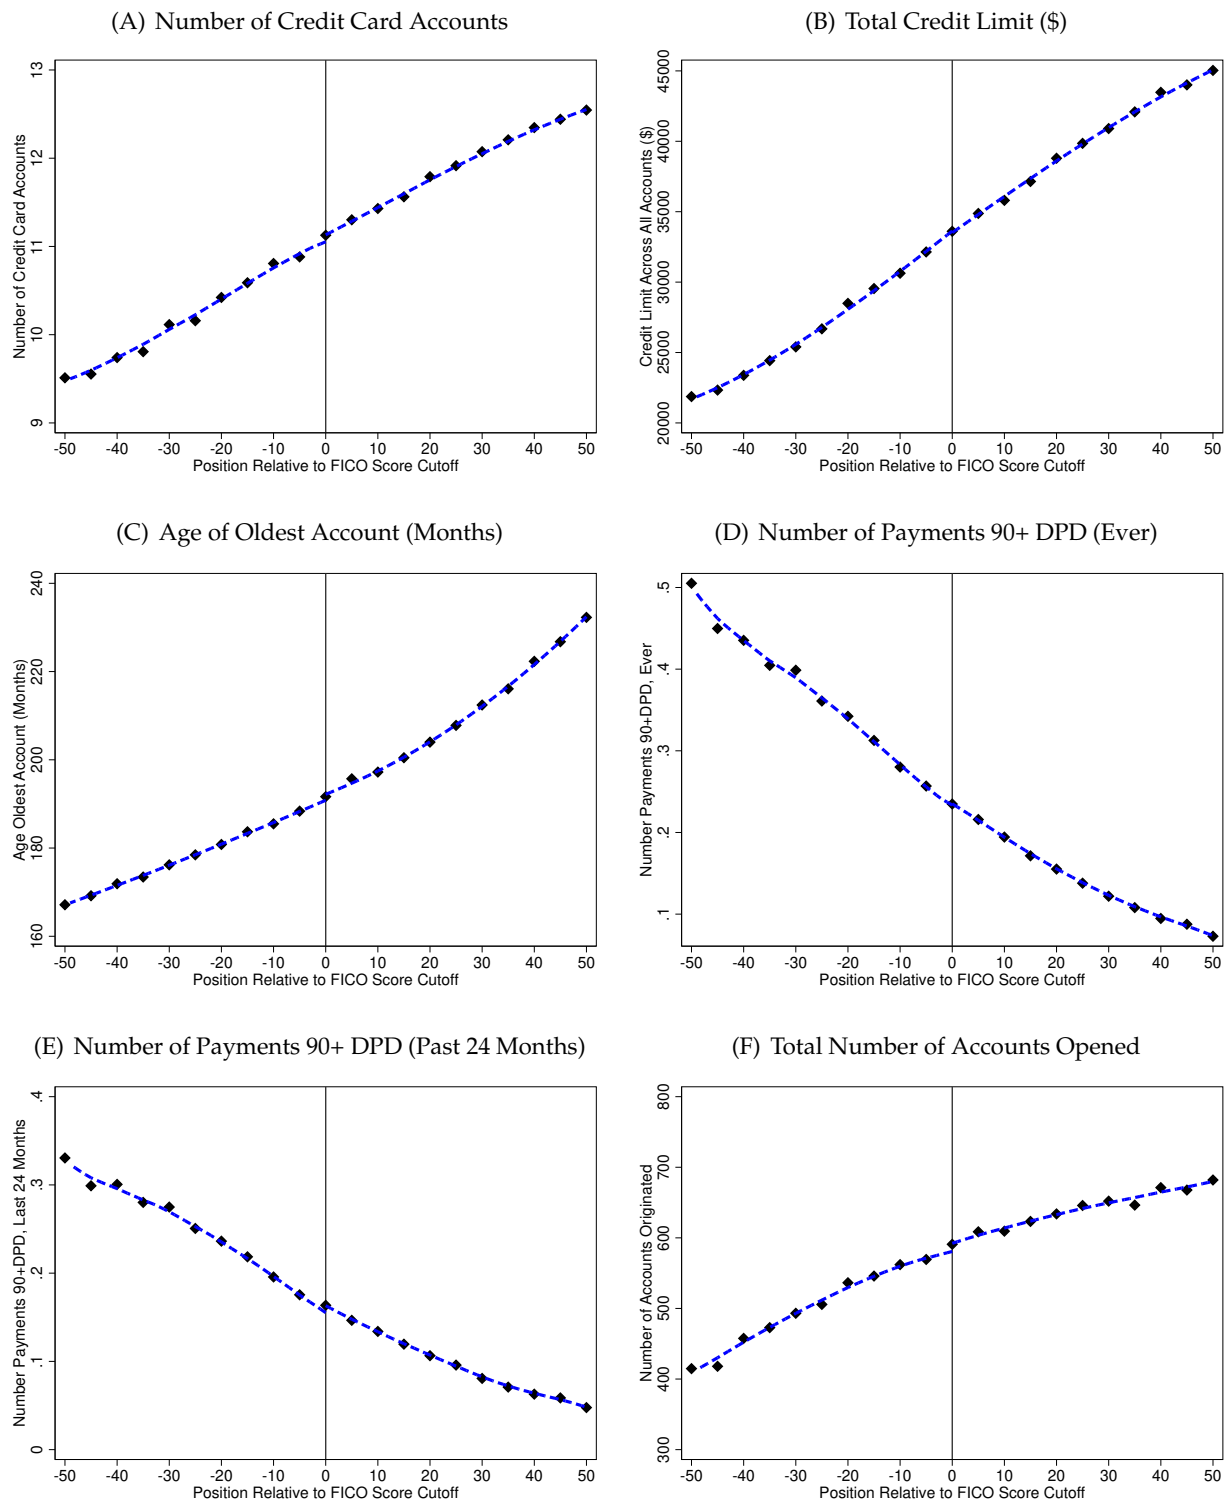 (A) Number of Credit Card Accounts
Number of Credit Card Accounts
13
12
11
10
9
-50 -40 -30 -20 -10 0 10 20 30 40 50
Position Relative to FICO Score Cutoff
(B) Total Credit Limit ($)
Credit Limit Across All Accounts ($)
45000
40000
35000
30000
25000
20000
-50 -40 -30 -20 -10 0 10 20 30 40 50
Position Relative to FICO Score Cutoff
(C) Age of Oldest Account (Months)
Age Oldest Account (Months)
240
220
200
180
160
-50 -40 -30 -20 -10 0 10 20 30 40 50
Position Relative to FICO Score Cutoff
(D) Number of Payments 90+ DPD (Ever)
Number Payments 90+DPD, Ever
.5
.4
.3
.2
.1
-50 -40 -30 -20 -10 0 10 20 30 40 50
Position Relative to FICO Score Cutoff
(E) Number of Payments 90+ DPD (Past 24 Months)
Number Payments 90+DPD, Last 24 Months
.4
.3
.2
.1
0
-50 -40 -30 -20 -10 0 10 20 30 40 50
Position Relative to FICO Score Cutoff
(F) Total Number of Accounts Opened
Number of Accounts Originated
800
700
600
500
400
300
-50 -40 -30 -20 -10 0 10 20 30 40 50
Position Relative to FICO Score Cutoff